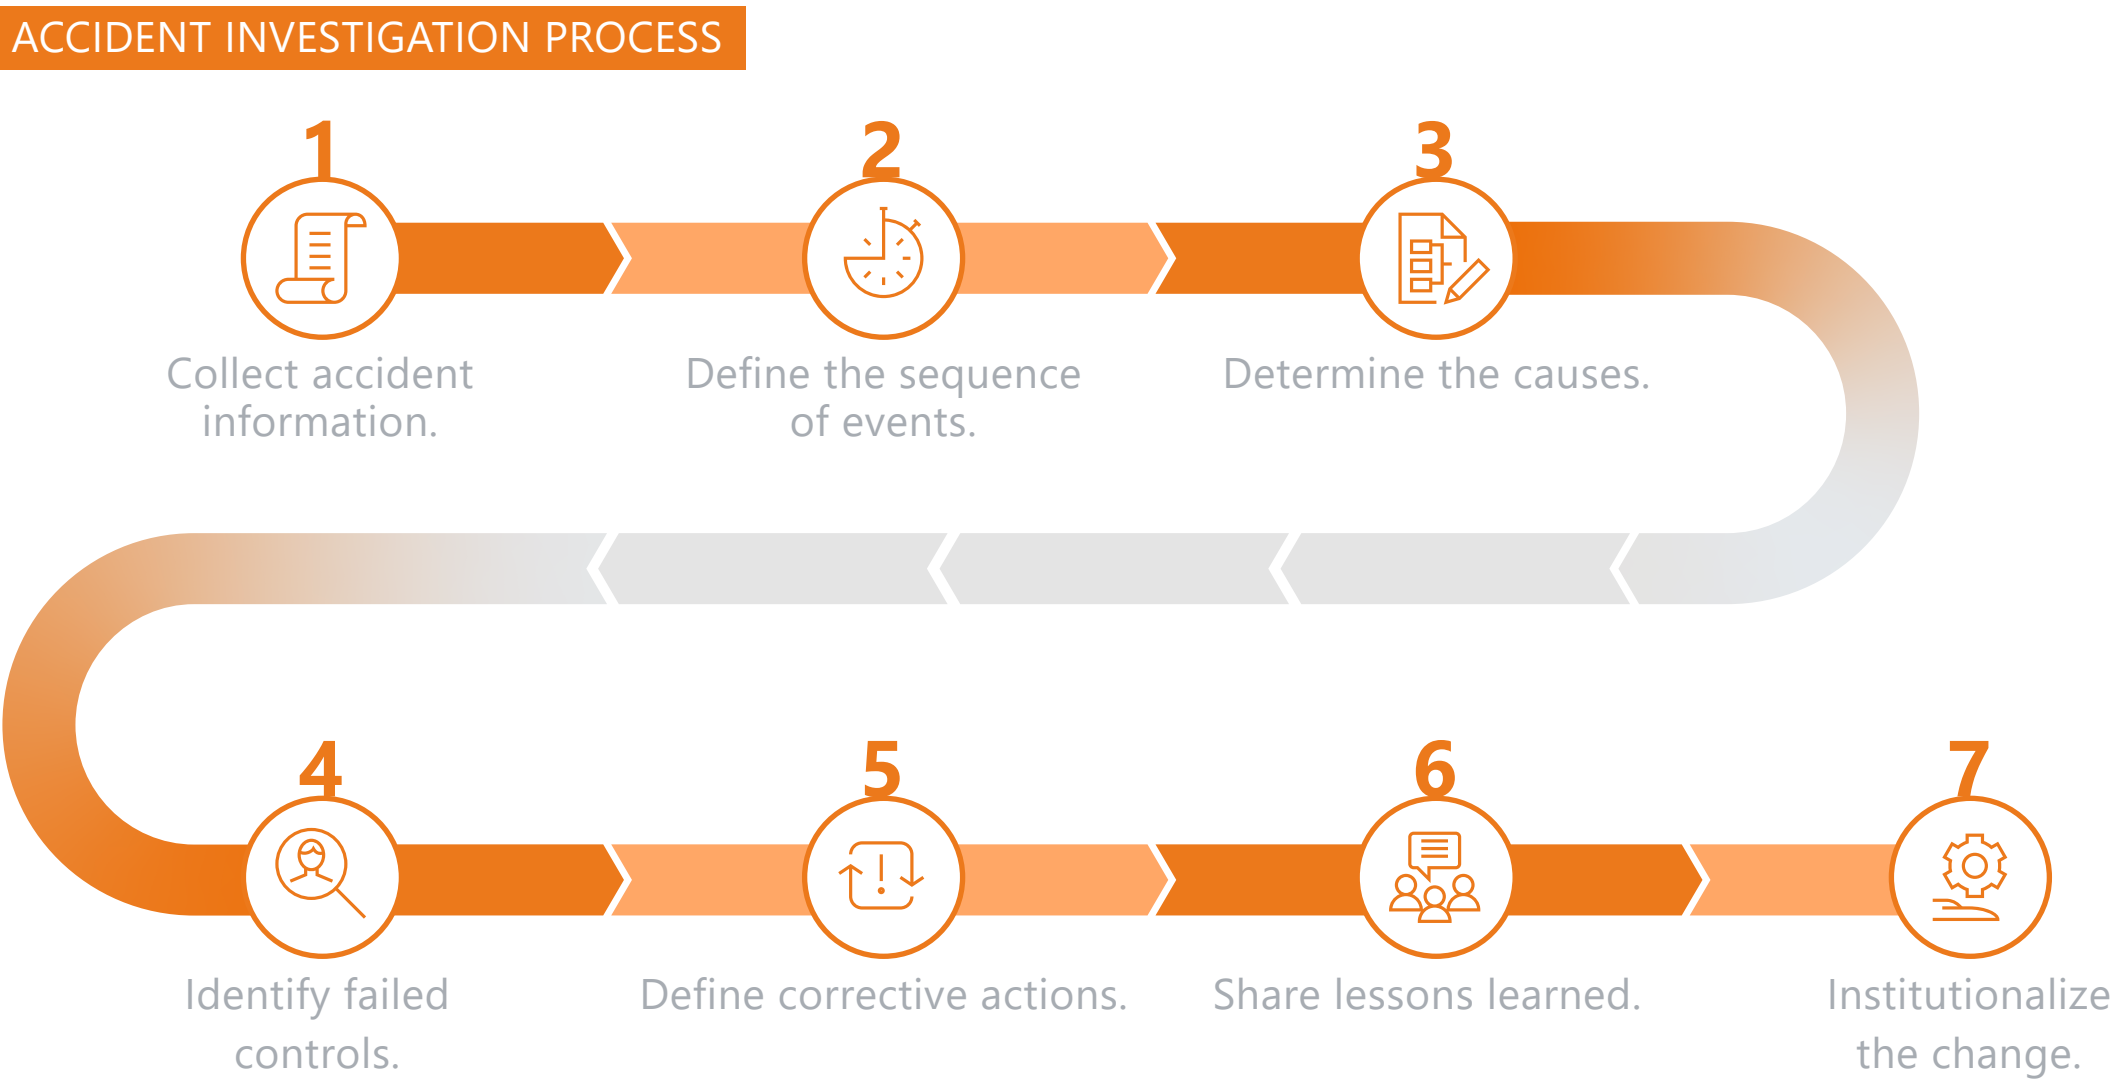 ACCIDENT INVESTIGATION PROCESS
1
Collect accident
information.
2
Define the sequence
of events.
3
Determine the causes.
4
Identify failed
controls.
5
Define corrective actions.
6
Share lessons learned.
7
Institutionalize
the change.